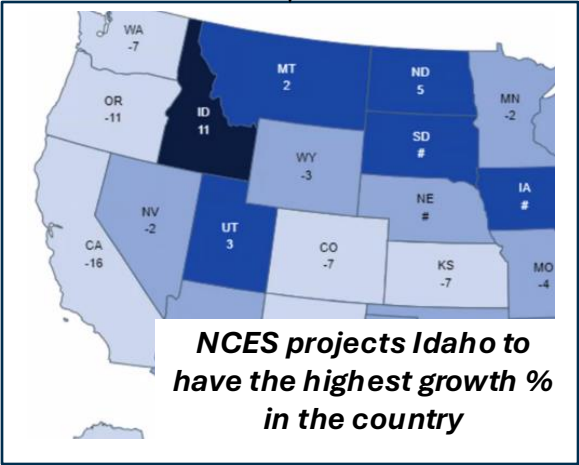 WA
-7
MT
2
ND
5
MN
-2
OR
-11
ID
11
SD
#
WY
-3
IA
#
NE
#
NV
-2
UT
3
CO
-7
CA
-16
KS
-7
MO
-4
NCES projects Idaho to
have the highest growth %
in the country